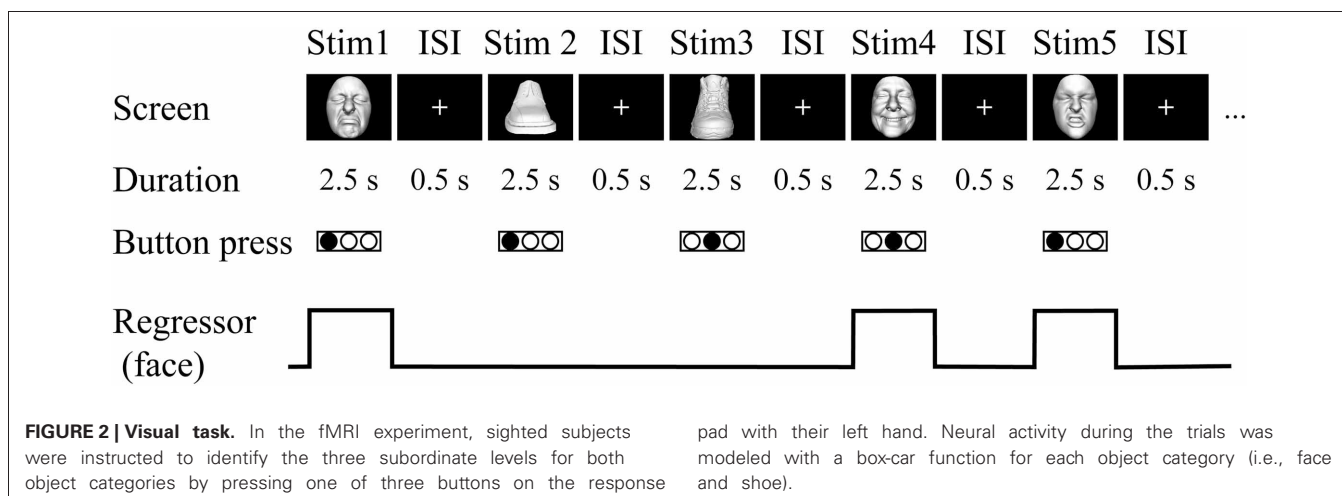 Stim1 ISI Stim 2 ISI Stim3 ISI Stim4 ISI Stim5 ISI
Screen + + + + + ...
Duration 2.5 s 0.5 s 2.5 s 0.5 s 2.5 s 0.5 s 2.5 s 0.5 s 2.5 s 0.5 s
Button press
Regressor
(face)
FIGURE 2 | Visual task. In the fMRI experiment, sighted subjects
were instructed to identify the three subordinate levels for both
object categories by pressing one of three buttons on the response
pad with their left hand. Neural activity during the trials was
modeled with a box-car function for each object category (i.e., face
and shoe).